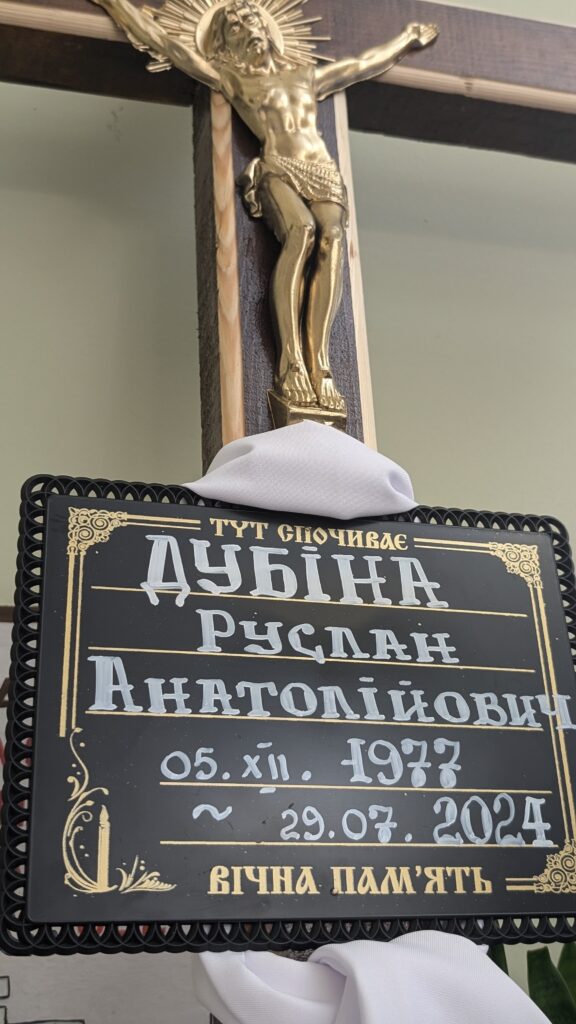 ТУТ СПОЧИВАЄ
ДУБІНА
РУСЛАН
АНАТОЛІЙОВИЧ
05. XII. 1977
~ 29.07. 2024
ВІЧНА ПАМ'ЯТЬ